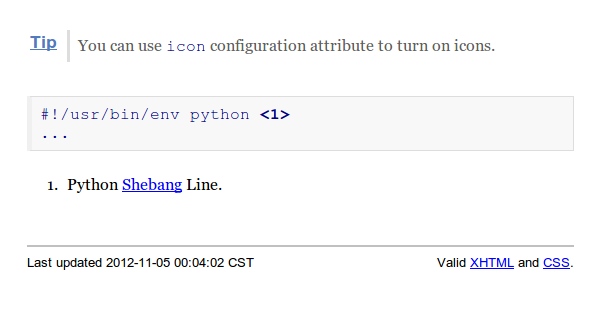 Tip You can use icon configuration attribute to turn on icons.
#!/usr/bin/env python <1>
...
1. Python Shebang Line.
Last updated 2012-11-05 00:04:02 CST Valid XHTML and CSS.